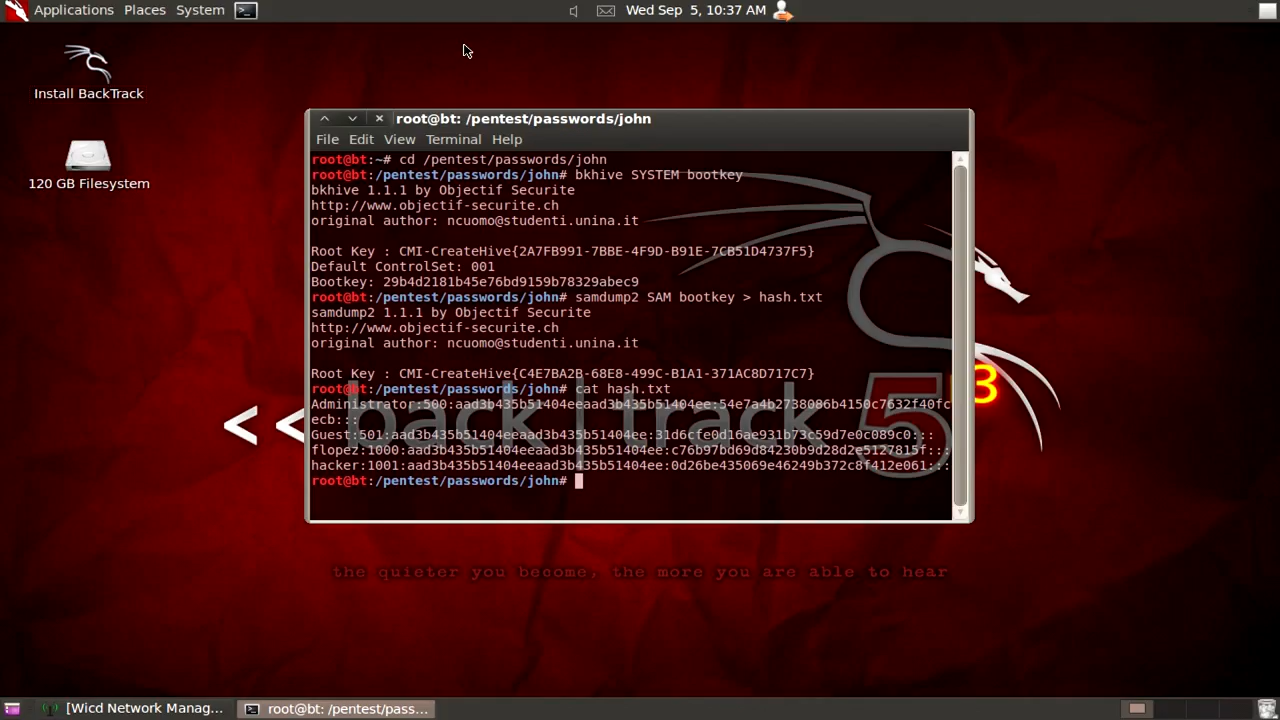 Applications Places System Wed Sep 5, 10:37 AM
Install BackTrack
120 GB Filesystem
root@bt: /pentest/passwords/john
File Edit View Terminal Help
root@bt:~# cd /pentest/passwords/john
root@bt:/pentest/passwords/john# bkhive SYSTEM bootkey
bkhive 1.1.1 by Objectif Securite
http://www.objectif-securite.ch
original author: ncuomo@studenti.unina.it
Root Key : CMI-CreateHive{2A7FB991-7BBE-4F9D-B91E-7CB51D4737F5}
Default ControlSet: 001
Bootkey: 29b4d2181b45e76bd9159b78329abec9
root@bt:/pentest/passwords/john# samdump2 SAM bootkey > hash.txt
samdump2 1.1.1 by Objectif Securite
http://www.objectif-securite.ch
original author: ncuomo@studenti.unina.it
Root Key : CMI-CreateHive{C4E7BA2B-68E8-499C-B1A1-371AC8D717C7}
root@bt:/pentest/passwords/john# cat hash.txt
Administrator:500:aad3b435b51404eeaad3b435b51404ee:54e7a4b2738086b4150c7632f40fc
ecb:::
Guest:501:aad3b435b51404eeaad3b435b51404ee:31d6cfe0d16ae931b73c59d7e0c089c0:::
flopez:1000:aad3b435b51404eeaad3b435b51404ee:c76b97bd69d84230b9d28d2e5127815f:::
hacker:1001:aad3b435b51404eeaad3b435b51404ee:0d26be435069e46249b372c8f412e061:::
root@bt:/pentest/passwords/john#
<< back|track 5 3
the quieter you become, the more you are able to hear
[Wicd Network Manag... root@bt: /pentest/pass...